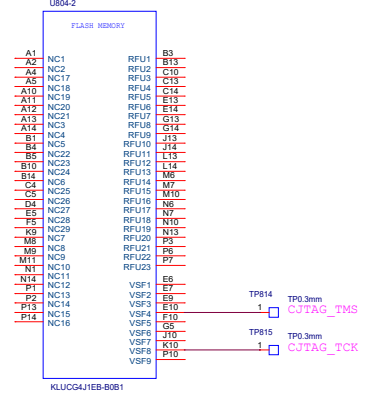 U804-2
FLASH MEMORY
A1
A2
A4
A5
A10
A11
A12
A13
A14
B1
B4
B5
B10
B14
C4
C5
D4
E5
F5
K9
M8
M9
M11
N1
N14
P1
P2
P13
P14
NC1
NC2
NC17
NC18
NC19
NC20
NC21
NC3
NC4
NC5
NC22
NC23
NC24
NC6
NC25
NC26
NC27
NC28
NC7
NC8
NC9
NC10
NC11
NC12
NC13
NC14
NC15
NC16
RFU1
RFU2
RFU3
RFU4
RFU5
RFU6
RFU7
RFU8
RFU9
RFU10
RFU11
RFU12
RFU13
RFU14
RFU15
RFU16
RFU17
RFU18
RFU19
RFU20
RFU21
RFU22
RFU23
VSF1
VSF2
VSF3
VSF4
VSF5
VSF6
VSF7
VSF8
VSF9
B3
B13
C10
C13
C14
E13
E14
G13
G14
J13
J14
L13
L14
M6
M7
M10
N6
N7
N10
N13
P3
P6
P7
E6
E7
E9
E10
F10
G5
J10
K10
P10
TP814
TP0.3mm
1
CJTAG_TMS
TP815
TP0.3mm
1
CJTAG_TCK
KLUCG4J1EB-B0B1